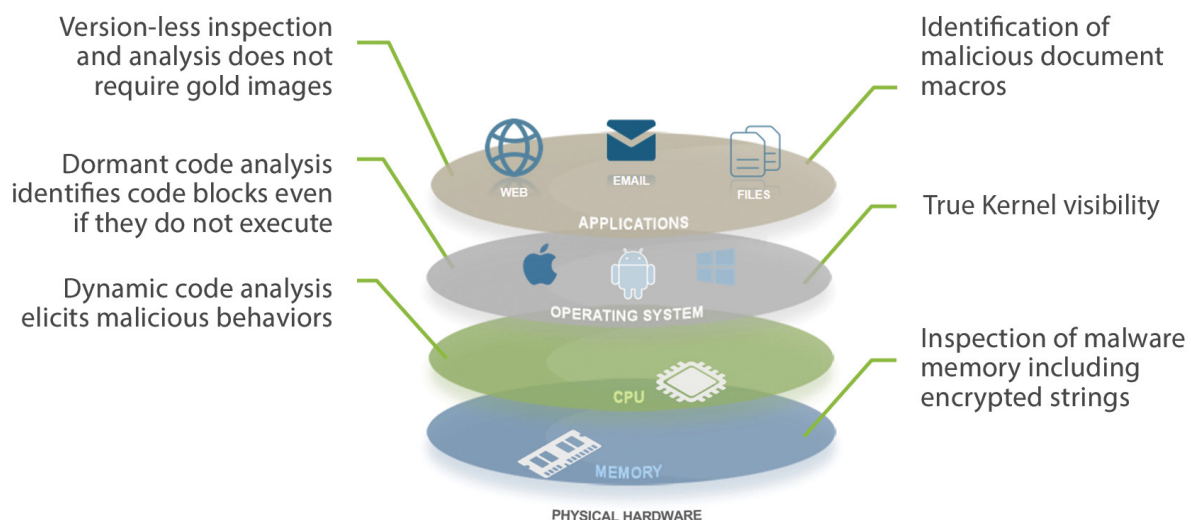 Version-less inspection
and analysis does not
require gold images
Identification of
malicious document
macros
Dormant code analysis
identifies code blocks even
if they do not execute
True Kernel visibility
Dynamic code analysis
elicits malicious behaviors
Inspection of malware
memory including
encrypted strings
WEB
EMAIL
FILES
APPLICATIONS
OPERATING SYSTEM
CPU
MEMORY
PHYSICAL HARDWARE